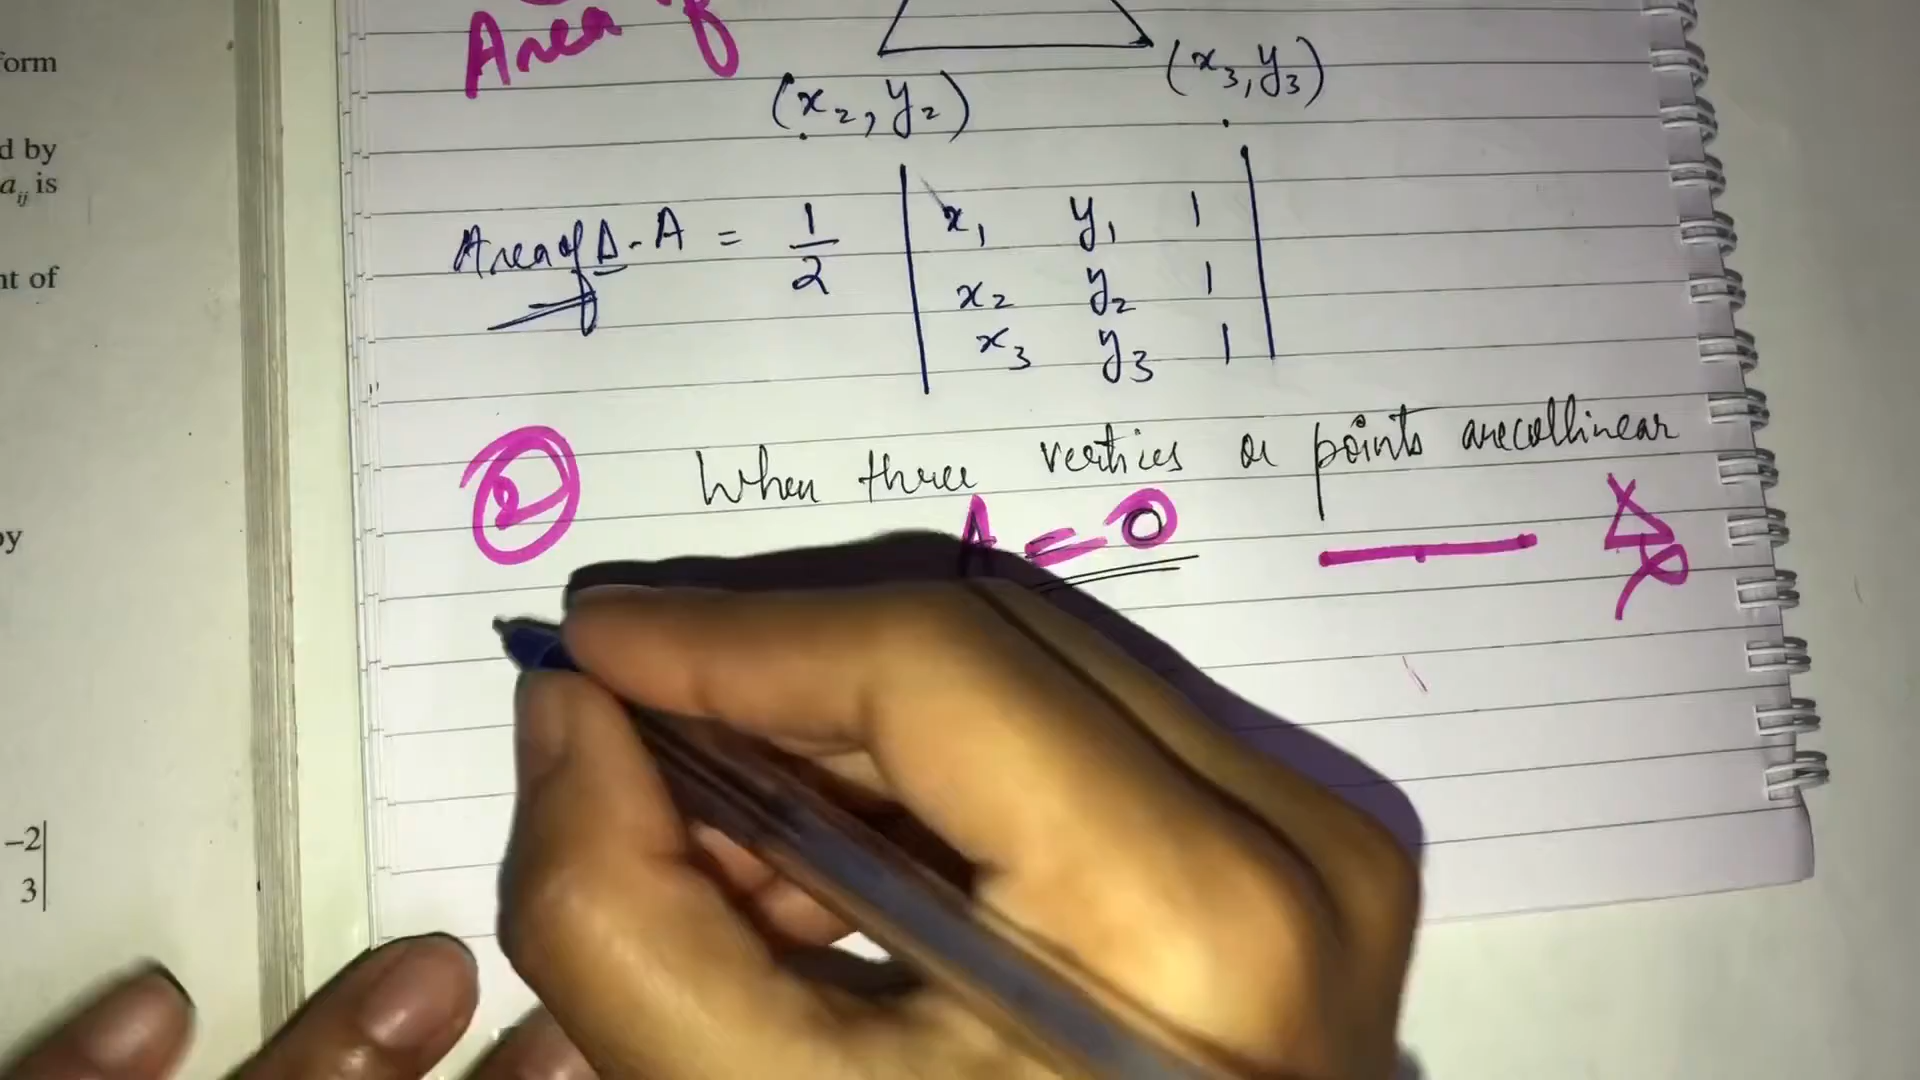 Area of
(x₂, y₂)
(x₃, y₃)
Area of Δ - A = 1/2 | x₁ y₁ 1 |
| x₂ y₂ 1 |
| x₃ y₃ 1 |
2 When three vertices or points are collinear
A = 0
form
d by
aᵢⱼ is
nt of
by
-2
3